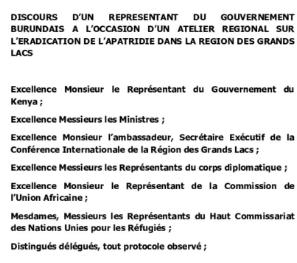 DISCOURS D'UN REPRESENTANT DU GOUVERNEMENT
BURUNDAIS A L'OCCASION D'UN ATELIER REGIONAL SUR
L'ERADICATION DE L'APATRIDIE DANS LA REGION DES GRANDS
LACS
Excellence Monsieur le Représentant du Gouvernement du
Kenya ;
Excellence Messieurs les Ministres ;
Excellence Monsieur l'ambassadeur, Secrétaire Exécutif de la
Conférence Internationale de la Région des Grands Lacs ;
Excellence Messieurs les Représentants du corps diplomatique ;
Excellence Monsieur le Représentant de la Commission de
l'Union Africaine ;
Mesdames, Messieurs les Représentants du Haut Commissariat
des Nations Unies pour les Réfugiés ;
Distingués délégués, tout protocole observé ;